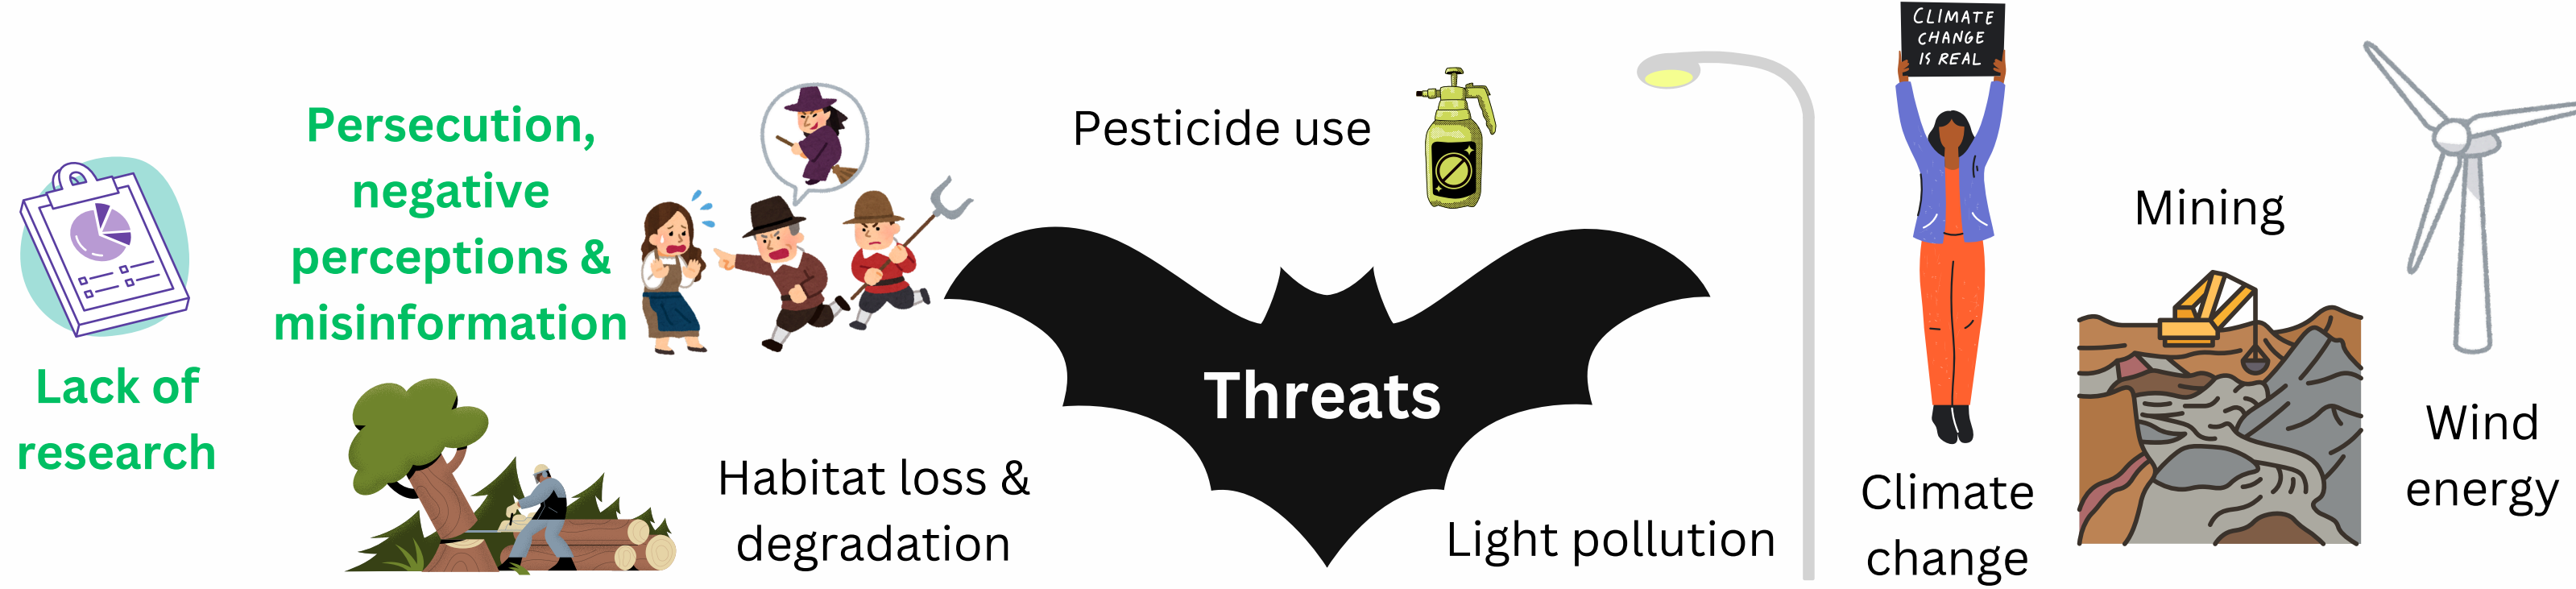 Lack of
research
Persecution,
negative
perceptions &
misinformation
Habitat loss &
degradation
Pesticide use
Threats
Light pollution
CLIMATE
CHANGE
IS REAL
Climate
change
Mining
Wind
energy